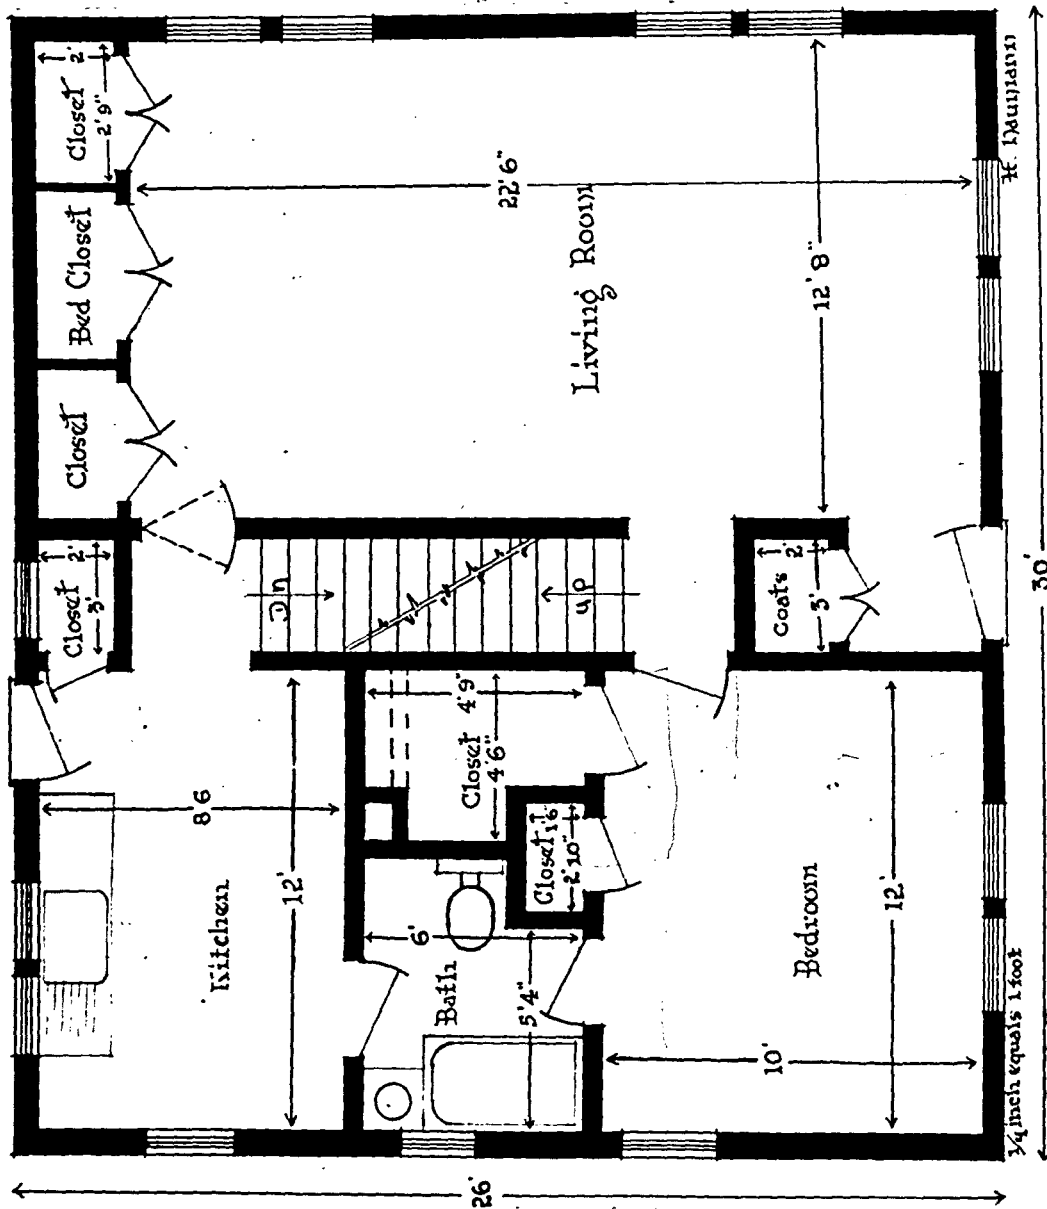 Closet
2'
3'
Closet
Bed Closet
Closet
2'
2'9"
8 6
Kitchen
12'
Dn
26'
Bath
6'
Closet
4'9"
4'6"
5'4"
Closet
1'6
2'10"
Up
22'6"
Living Room
10'
Bedroom
12'
Coats
2'
3'
12'8"
1/4 inch equals 1 foot
30'